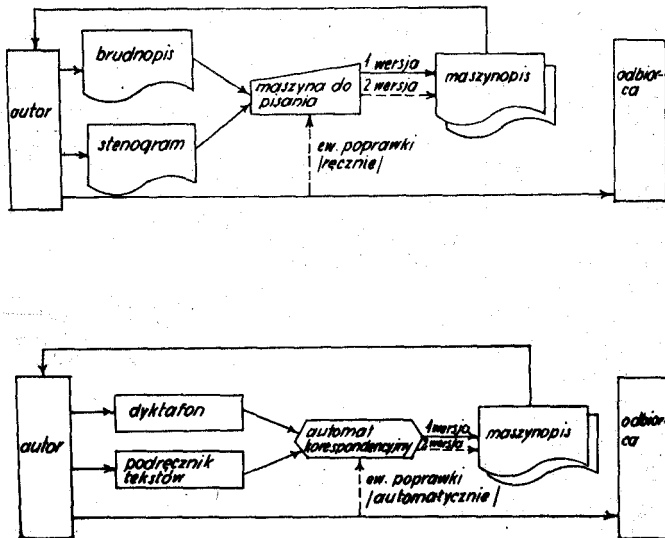 autor
brudnopis
stenogram
maszyna do
pisania
1 wersja
2 wersja
maszynopis
ew. poprawki
/ręcznie/
odbior-
ca
autor
dyktafon
podręcznik
tekstów
automat
korespondencyjny
1 wersja
2 wersja
maszynopis
ew. poprawki
/automatycznie/
odbior-
ca